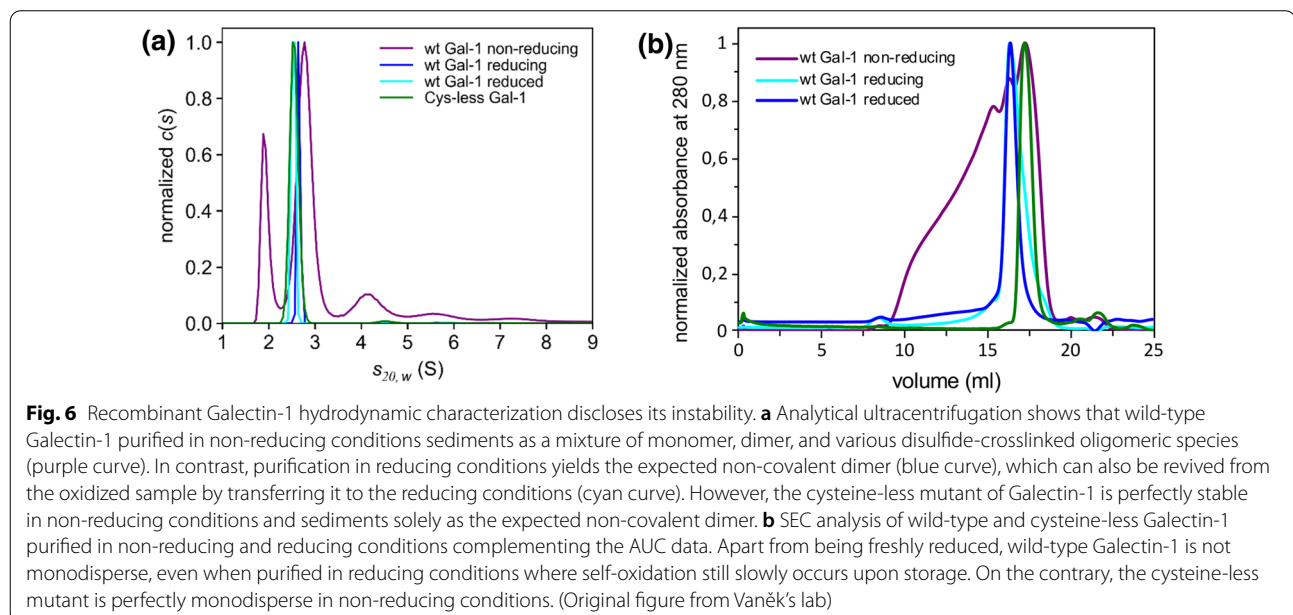 (a)
normalized c(s)
1.0
0.8
0.6
0.4
0.2
0.0
1 2 3 4 5 6 7 8 9
s20, w (S)
wt Gal-1 non-reducing
wt Gal-1 reducing
wt Gal-1 reduced
Cys-less Gal-1
(b)
normalized absorbance at 280 nm
1
0,8
0,6
0,4
0,2
0
0 5 10 15 20 25
volume (ml)
wt Gal-1 non-reducing
wt Gal-1 reducing
wt Gal-1 reduced
Fig. 6 Recombinant Galectin-1 hydrodynamic characterization discloses its instability. a Analytical ultracentrifugation shows that wild-type
Galectin-1 purified in non-reducing conditions sediments as a mixture of monomer, dimer, and various disulfide-crosslinked oligomeric species
(purple curve). In contrast, purification in reducing conditions yields the expected non-covalent dimer (blue curve), which can also be revived from
the oxidized sample by transferring it to the reducing conditions (cyan curve). However, the cysteine-less mutant of Galectin-1 is perfectly stable
in non-reducing conditions and sediments solely as the expected non-covalent dimer. b SEC analysis of wild-type and cysteine-less Galectin-1
purified in non-reducing and reducing conditions complementing the AUC data. Apart from being freshly reduced, wild-type Galectin-1 is not
monodisperse, even when purified in reducing conditions where self-oxidation still slowly occurs upon storage. On the contrary, the cysteine-less
mutant is perfectly monodisperse in non-reducing conditions. (Original figure from Vaněk's lab)